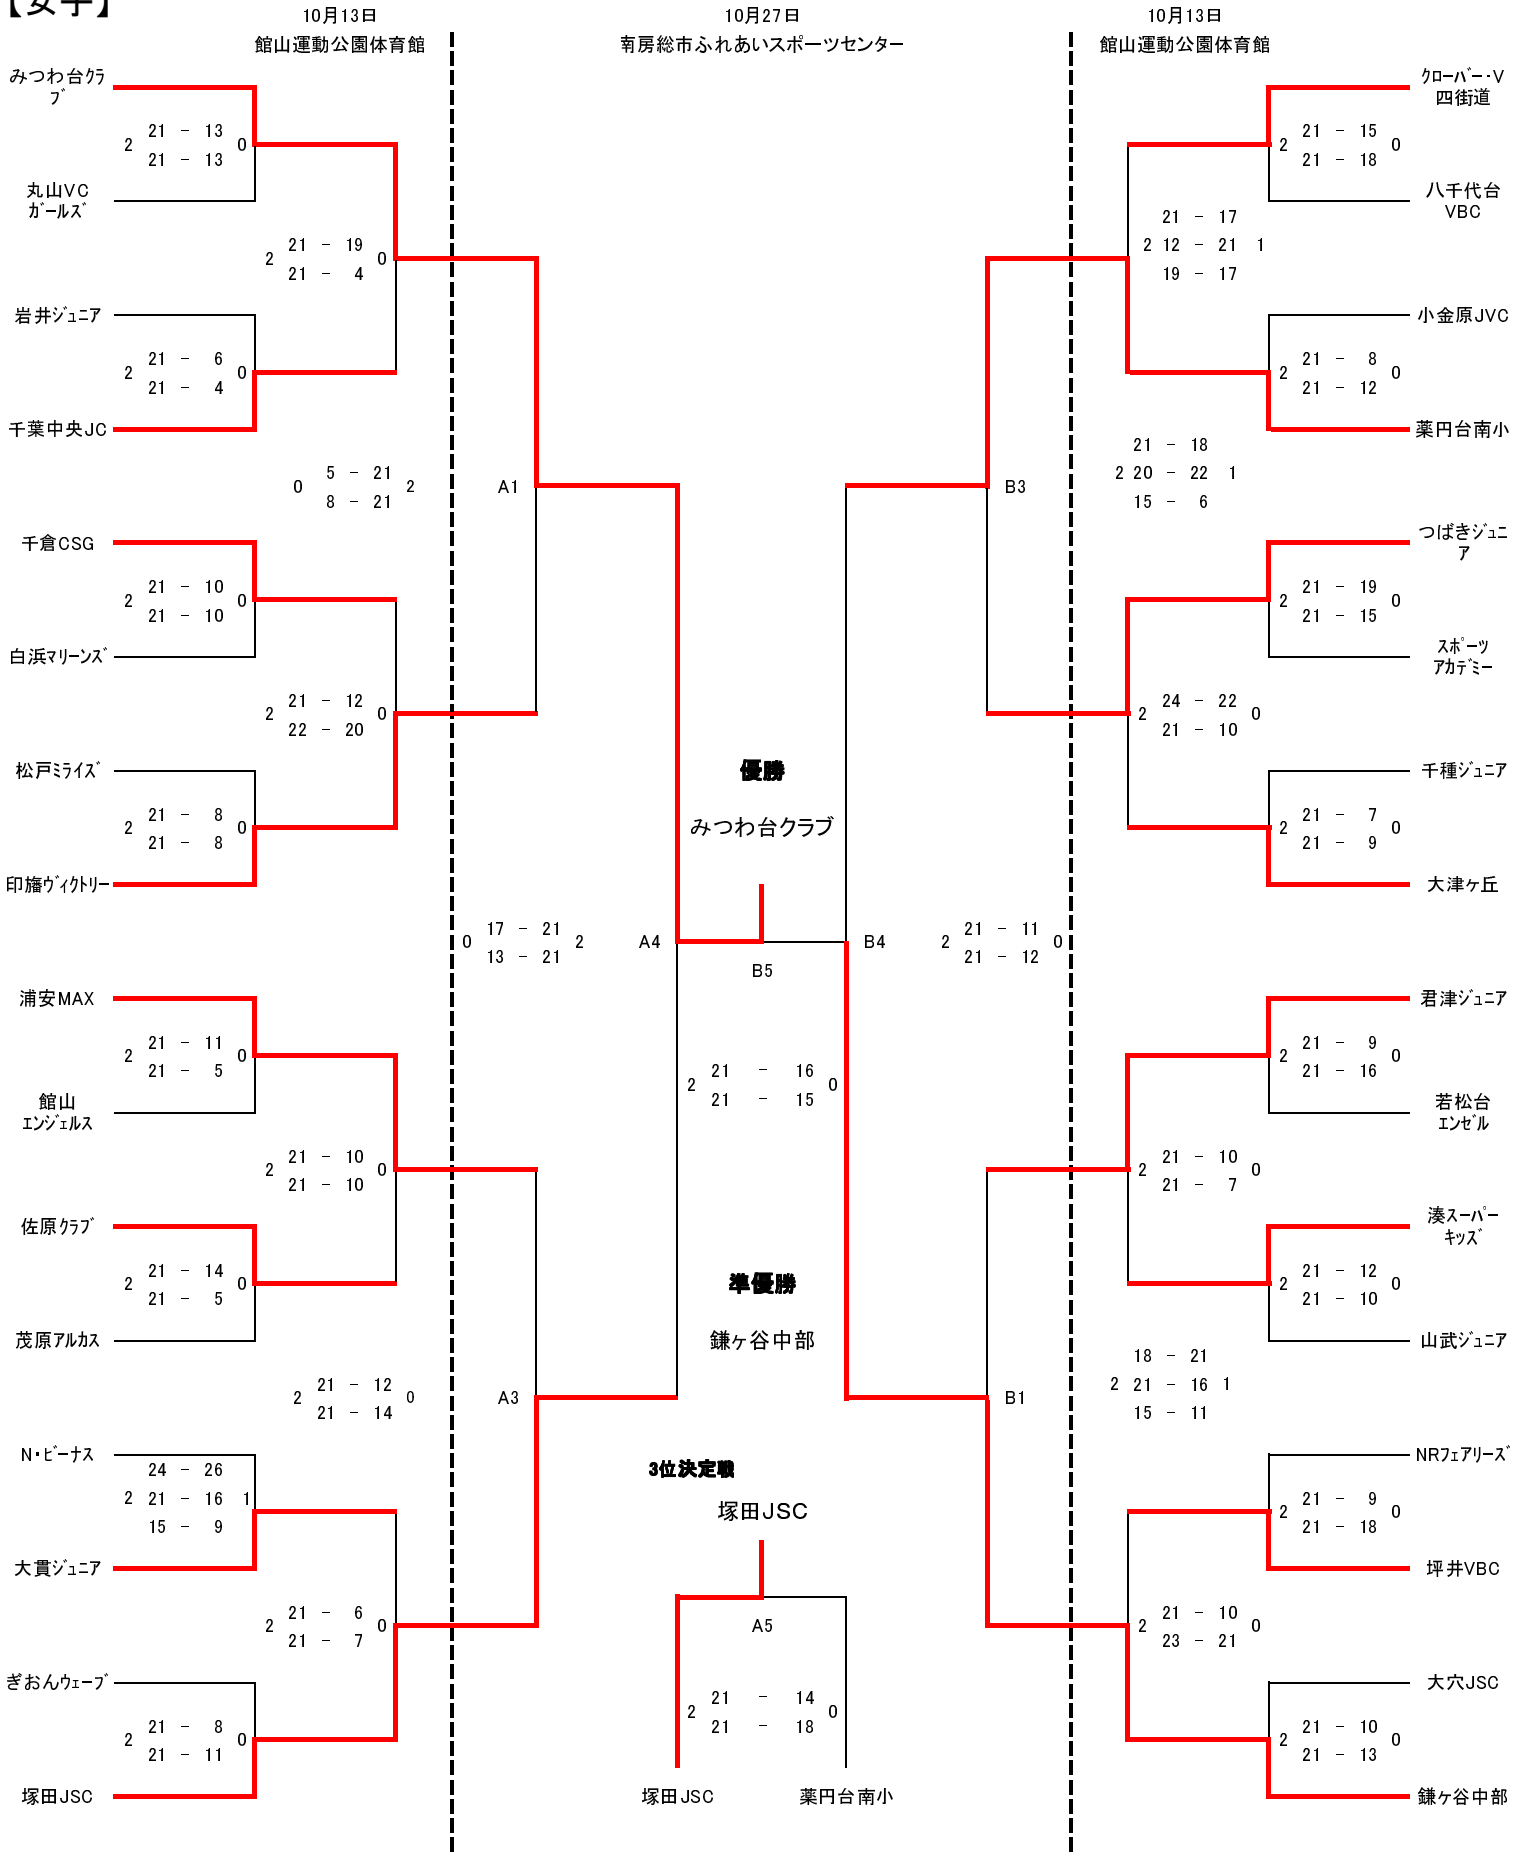 【女子】
10月13日
館山運動公園体育館
10月27日
南房総市ふれあいスポーツセンター
10月13日
館山運動公園体育館
みつわ台ｸﾗ
ﾌﾞ
21 - 13
2 0
21 - 13
丸山VC
ｶﾞｰﾙｽﾞ
21 - 19
2 0
21 - 4
岩井ｼﾞｭﾆｱ
21 - 6
2 0
21 - 4
千葉中央JC
5 - 21
0 2
8 - 21
A1
千倉CSG
21 - 10
2 0
21 - 10
白浜ﾏﾘｰﾝｽﾞ
21 - 12
2 0
22 - 20
松戸ﾐﾗｲｽﾞ
21 - 8
2 0
21 - 8
印旛ｳﾞｨｸﾄﾘｰ
17 - 21
0 2
13 - 21
A4
浦安MAX
21 - 11
2 0
21 - 5
館山
ｴﾝｼﾞｪﾙｽ
21 - 10
2 0
21 - 10
佐原ｸﾗﾌﾞ
21 - 14
2 0
21 - 5
茂原ｱﾙｶｽ
21 - 12
2 0
21 - 14
A3
N・ﾋﾞｰﾅｽ
24 - 26
2 21 - 16 1
15 - 9
大貫ｼﾞｭﾆｱ
21 - 6
2 0
21 - 7
ぎおんｳｪｰﾌﾞ
21 - 8
2 0
21 - 11
塚田JSC
優勝
みつわ台クラブ
B5
21 - 16
2 0
21 - 15
準優勝
鎌ヶ谷中部
3位決定戦
塚田JSC
A5
21 - 14
2 0
21 - 18
塚田JSC
薬円台南小
ｸﾛｰﾊﾞｰ・V
四街道
21 - 15
2 0
21 - 18
八千代台
VBC
21 - 17
2 12 - 21 1
19 - 17
小金原JVC
21 - 8
2 0
21 - 12
薬円台南小
B3
21 - 18
2 20 - 22 1
15 - 6
つばきｼﾞｭﾆ
ｱ
21 - 19
2 0
21 - 15
ｽﾎﾟｰﾂ
ｱｶﾃﾞﾐｰ
24 - 22
2 0
21 - 10
千種ｼﾞｭﾆｱ
21 - 7
2 0
21 - 9
大津ヶ丘
B4
21 - 11
2 0
21 - 12
君津ｼﾞｭﾆｱ
21 - 9
2 0
21 - 16
若松台
ｴﾝｾﾞﾙ
21 - 10
2 0
21 - 7
湊ｽｰﾊﾟｰ
ｷｯｽﾞ
21 - 12
2 0
21 - 10
山武ｼﾞｭﾆｱ
B1
18 - 21
2 21 - 16 1
15 - 11
NRﾌｪｱﾘｰｽﾞ
21 - 9
2 0
21 - 18
坪井VBC
21 - 10
2 0
23 - 21
大穴JSC
21 - 10
2 0
21 - 13
鎌ヶ谷中部